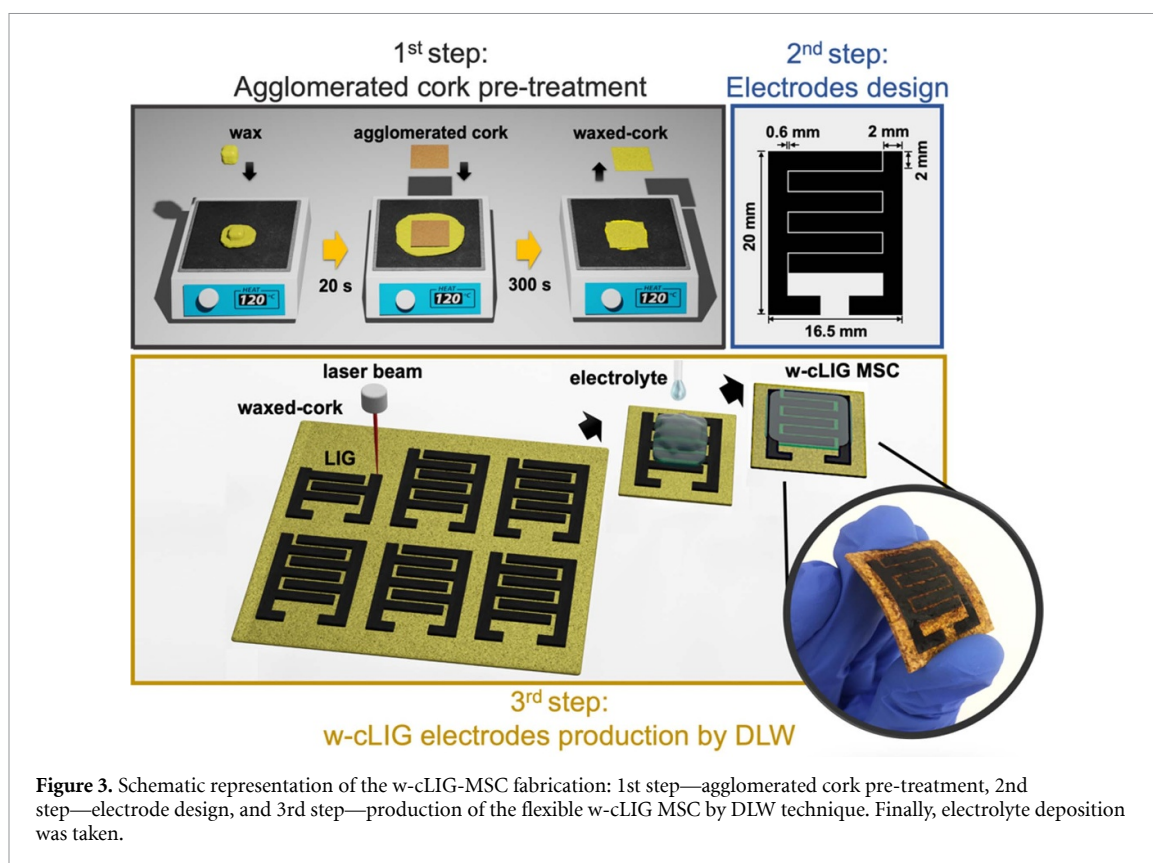 1st step:
Agglomerated cork pre-treatment
2nd step:
Electrodes design
wax
agglomerated cork
waxed-cork
20 s
300 s
HEAT
120 °C
HEAT
120 °C
HEAT
120 °C
0.6 mm
2 mm
2 mm
20 mm
16.5 mm
laser beam
waxed-cork
LIG
electrolyte
w-cLIG MSC
3rd step:
w-cLIG electrodes production by DLW
Figure 3. Schematic representation of the w-cLIG-MSC fabrication: 1st step—agglomerated cork pre-treatment, 2nd
step—electrode design, and 3rd step—production of the flexible w-cLIG MSC by DLW technique. Finally, electrolyte deposition
was taken.